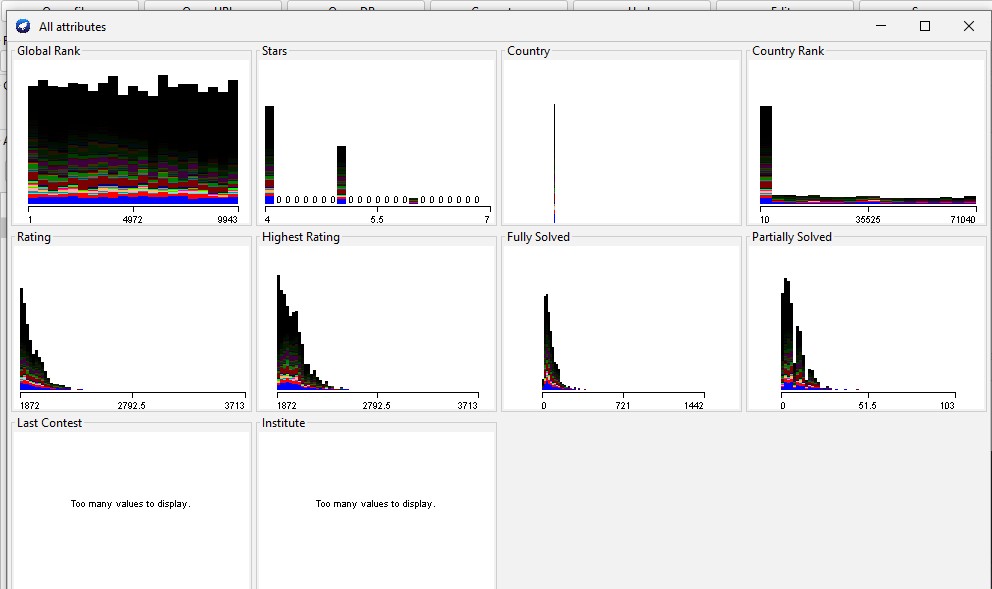 All attributes
Global Rank
Stars
Country
Country Rank
0 0 0 0 0 0 0 0 0 0 0 0 0 0 0 0 0 0 0 0
1 4972 9943
4 5.5 7
10 35525 71040
Rating
Highest Rating
Fully Solved
Partially Solved
1872 2792.5 3713
1872 2792.5 3713
0 721 1442
0 51.5 103
Last Contest
Institute
Too many values to display.
Too many values to display.